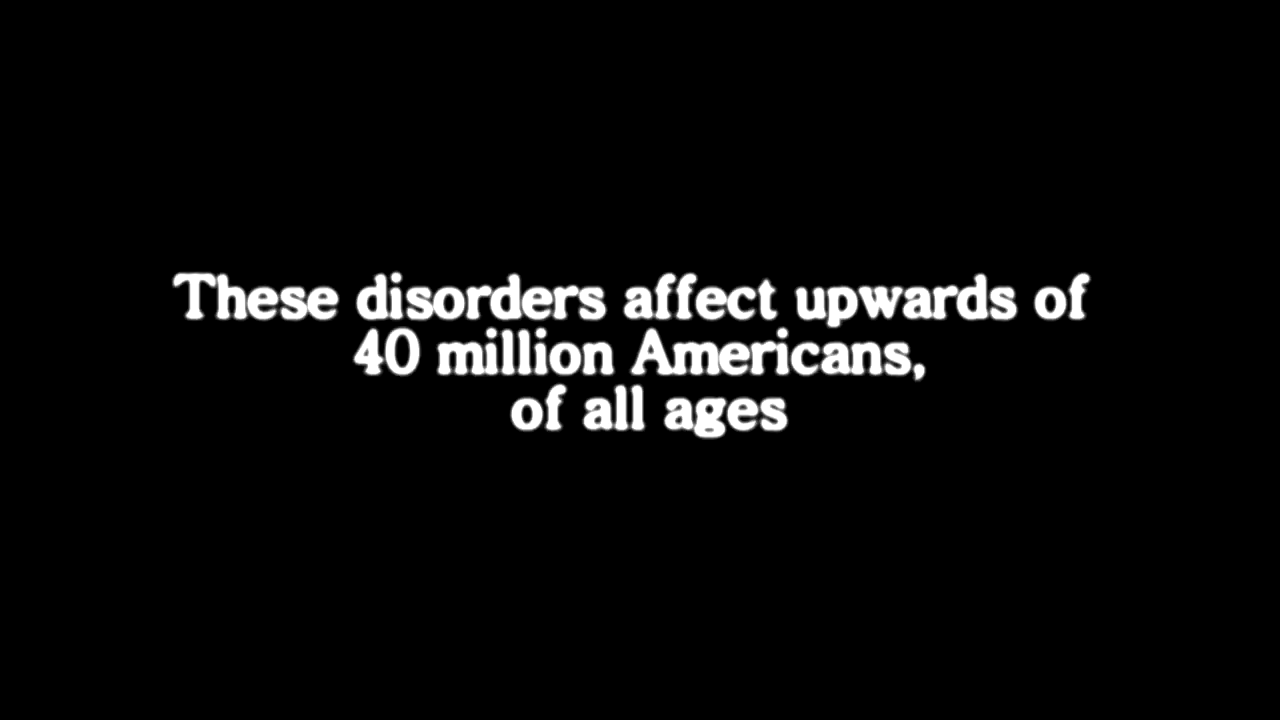 These disorders affect upwards of
40 million Americans,
of all ages